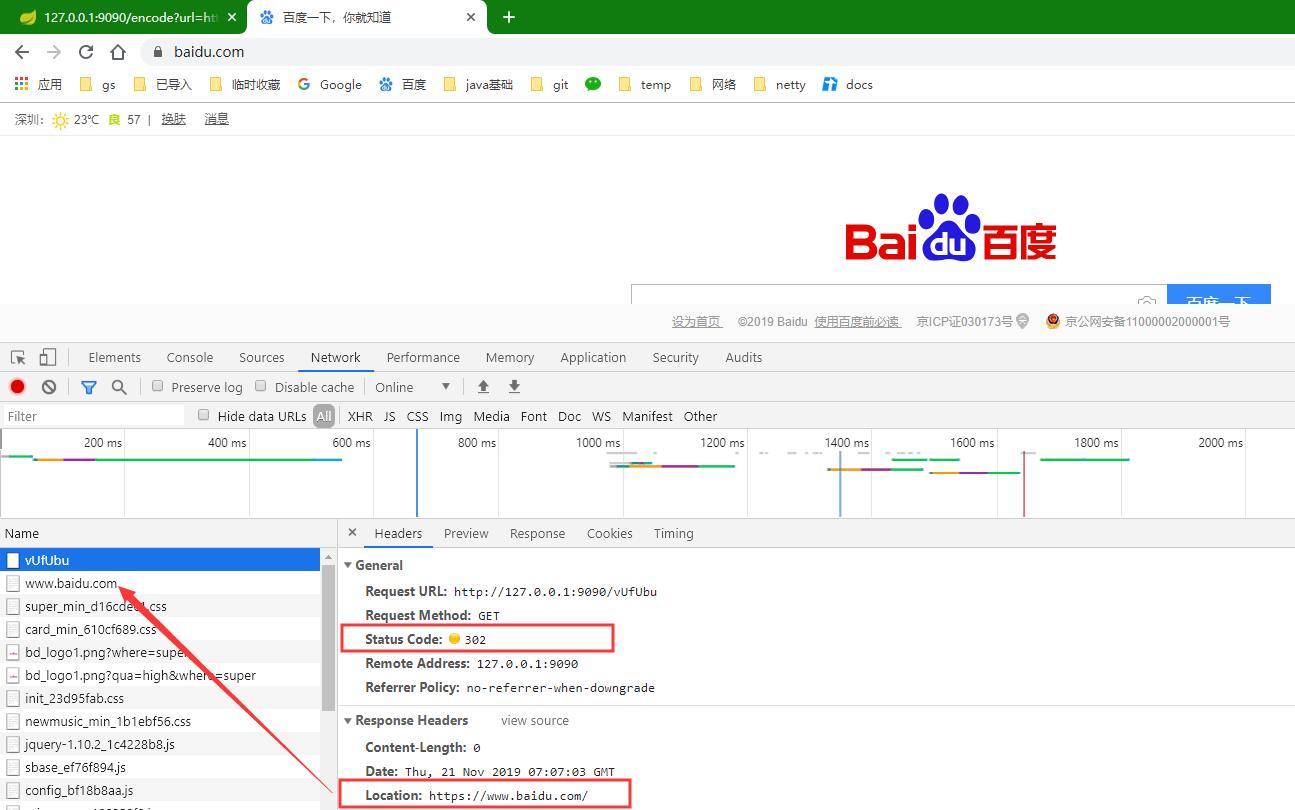 127.0.0.1:9090/encode?url=ht
百度一下，你就知道
baidu.com
应用 gs 已导入 临时收藏 Google 百度 java基础 git temp 网络 netty docs
深圳： 23℃ 良 57 | 换肤 消息
Bai du 百度
百度一下
设为首页 ©2019 Baidu 使用百度前必读 京ICP证030173号 京公网安备11000002000001号
Elements Console Sources Network Performance Memory Application Security Audits
Preserve log Disable cache Online
Filter Hide data URLs All XHR JS CSS Img Media Font Doc WS Manifest Other
200 ms 400 ms 600 ms 800 ms 1000 ms 1200 ms 1400 ms 1600 ms 1800 ms 2000 ms
Name
vUfUbu
www.baidu.com
card_min_610cf689.css
bd_logo1.png?where=super
bd_logo1.png?qua=high&where=super
init_23d95fab.css
newmusic_min_1b1ebf56.css
jquery-1.10.2_1c4228b8.js
sbase_ef76f894.js
config_bf18b8aa.js
Headers Preview Response Cookies Timing
General
Request URL: http://127.0.0.1:9090/vUfUbu
Request Method: GET
Status Code: 302
Remote Address: 127.0.0.1:9090
Referrer Policy: no-referrer-when-downgrade
Response Headers view source
Content-Length: 0
Date: Thu, 21 Nov 2019 07:07:03 GMT
Location: https://www.baidu.com/